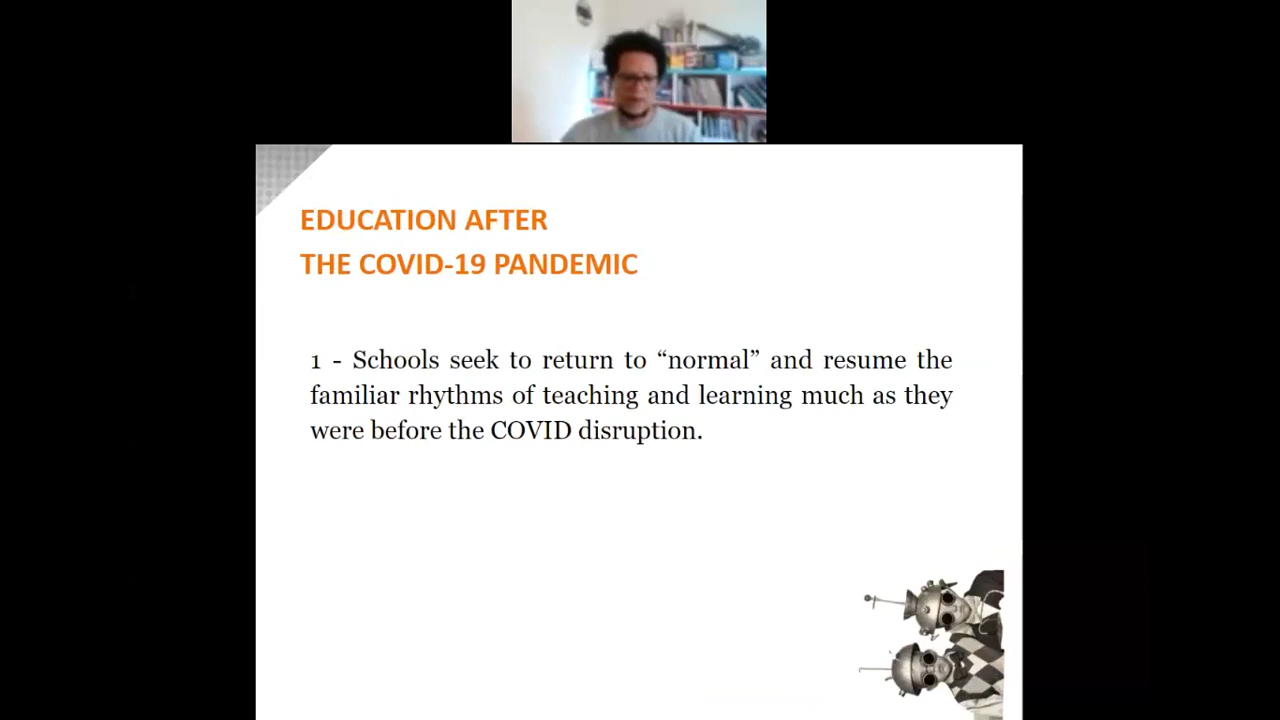 EDUCATION AFTER
THE COVID-19 PANDEMIC
1 - Schools seek to return to “normal” and resume the
familiar rhythms of teaching and learning much as they
were before the COVID disruption.